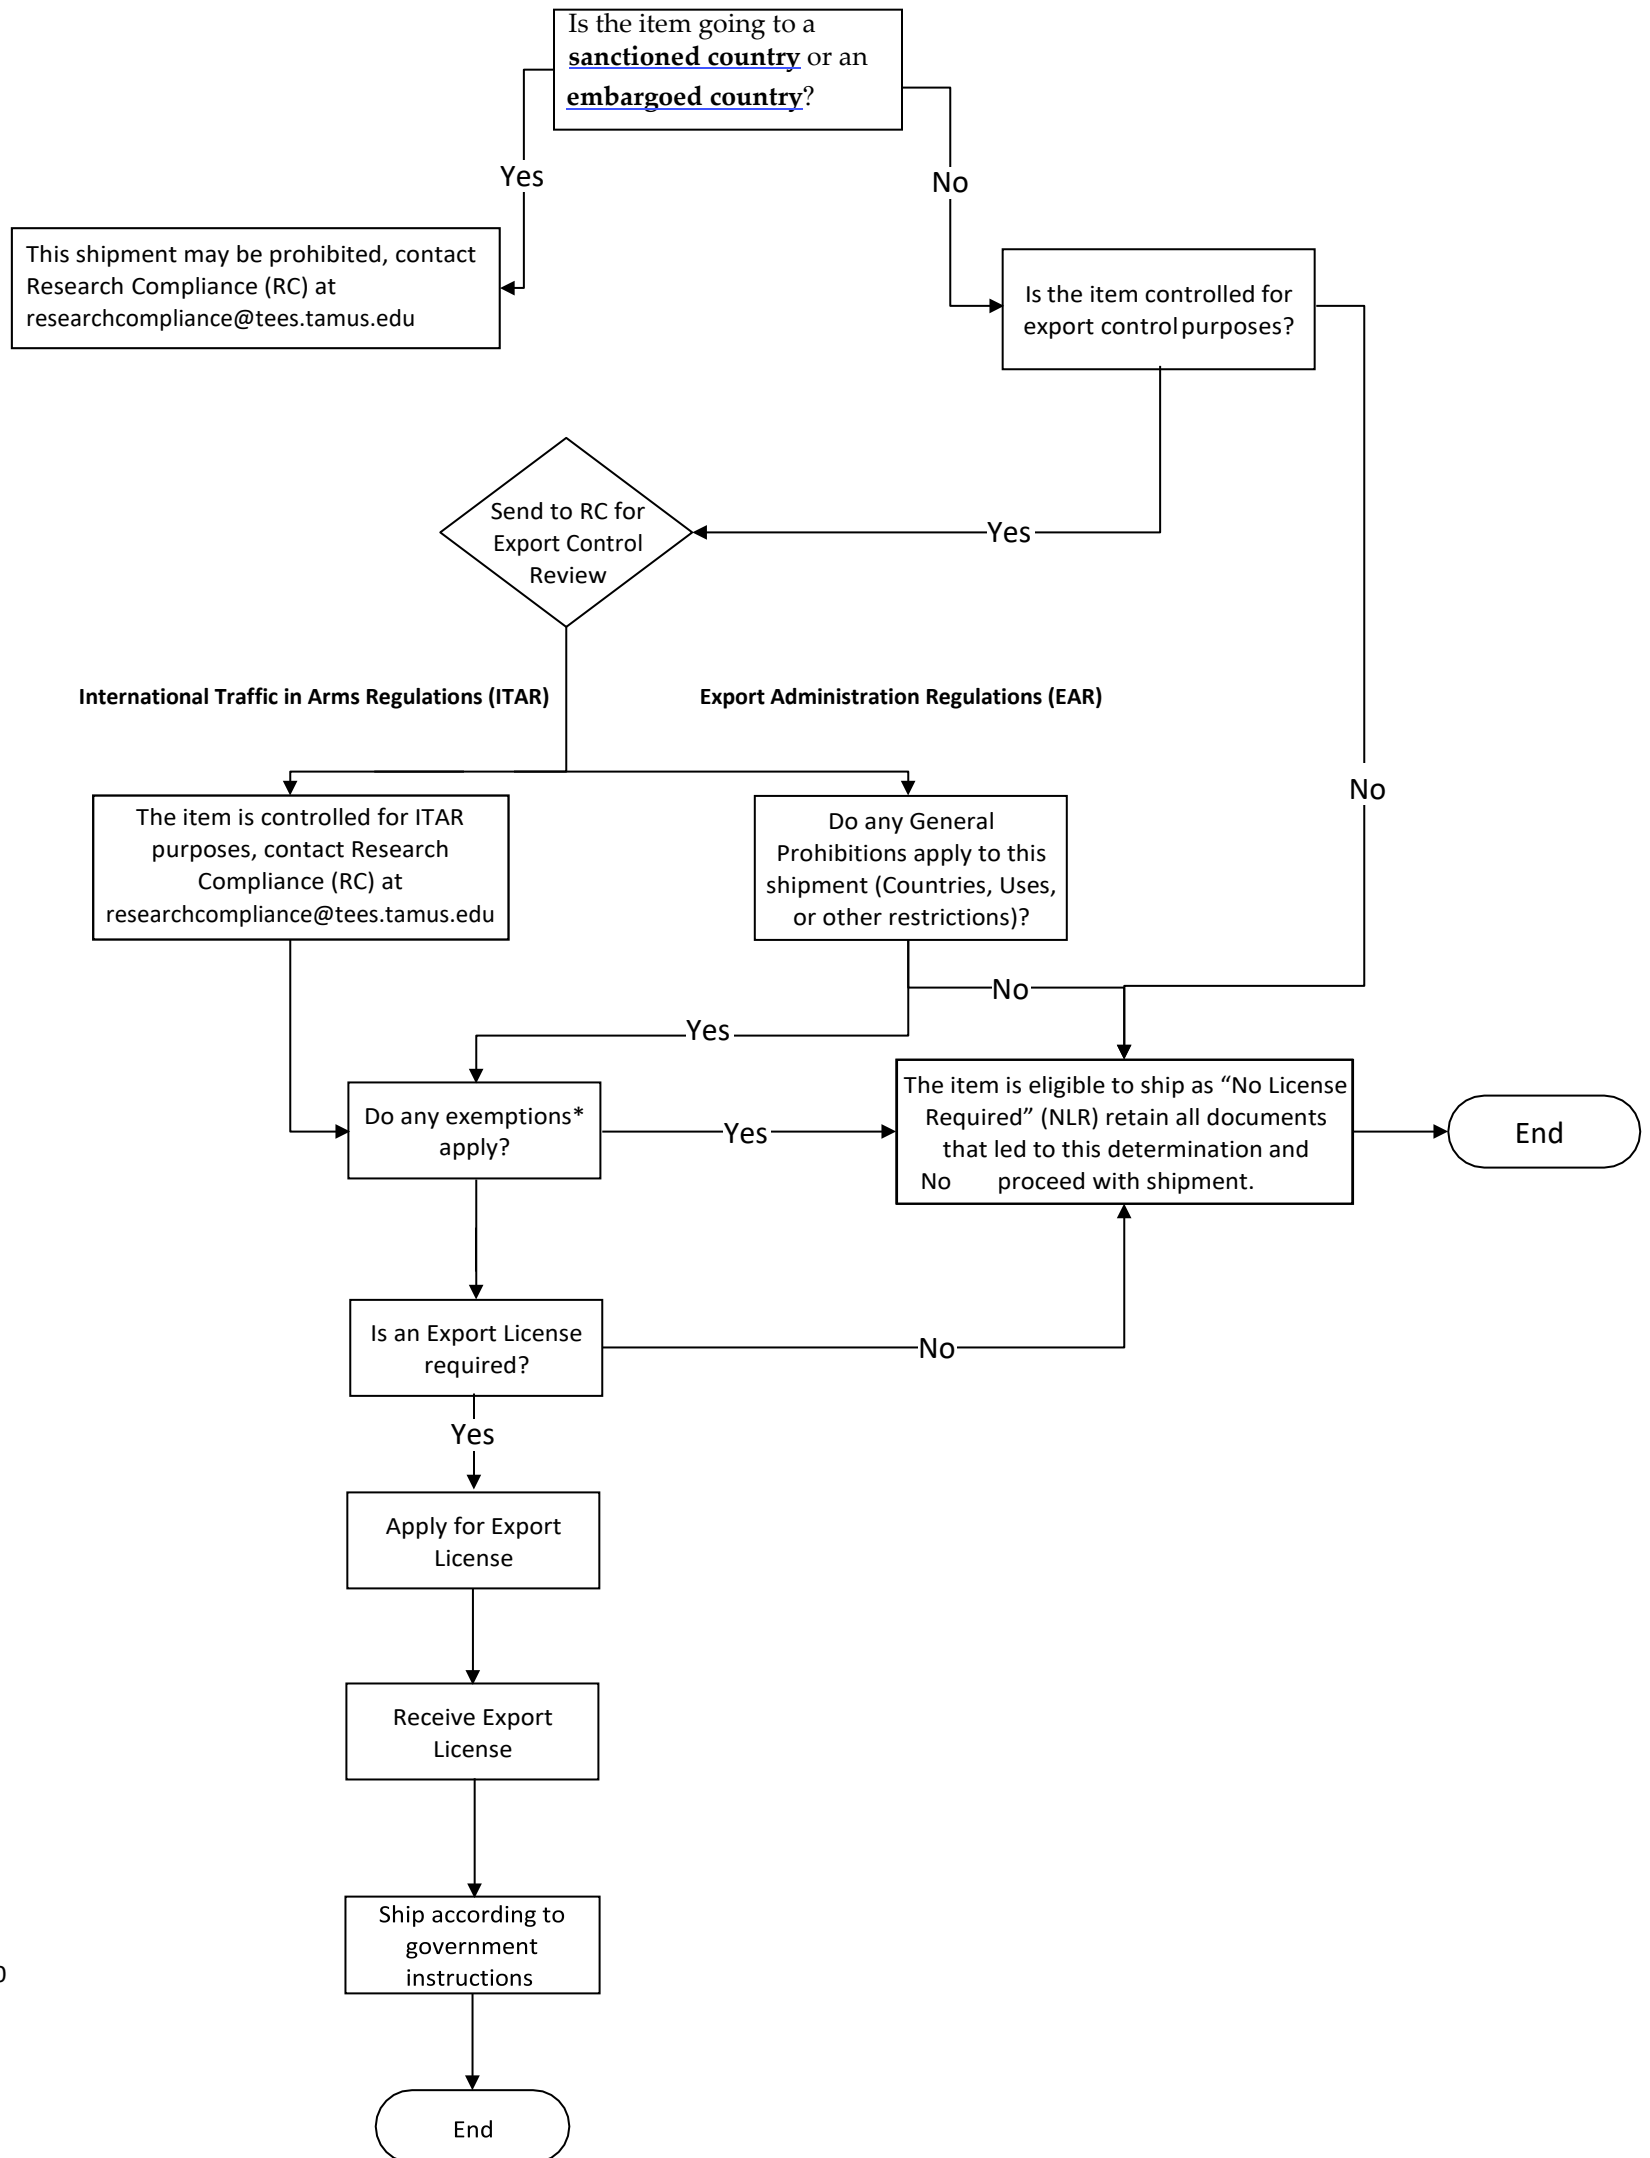 Is the item going to a
sanctioned country or an
embargoed country?
Yes
No
This shipment may be prohibited, contact
Research Compliance (RC) at
researchcompliance@tees.tamus.edu
Is the item controlled for
export control purposes?
Send to RC for
Export Control
Review
Yes
International Traffic in Arms Regulations (ITAR)
Export Administration Regulations (EAR)
No
The item is controlled for ITAR
purposes, contact Research
Compliance (RC) at
researchcompliance@tees.tamus.edu
Do any General
Prohibitions apply to this
shipment (Countries, Uses,
or other restrictions)?
No
Yes
Do any exemptions*
apply?
Yes
The item is eligible to ship as “No License
Required” (NLR) retain all documents
that led to this determination and
No proceed with shipment.
End
Is an Export License
required?
No
Yes
Apply for Export
License
Receive Export
License
Ship according to
government
instructions
End